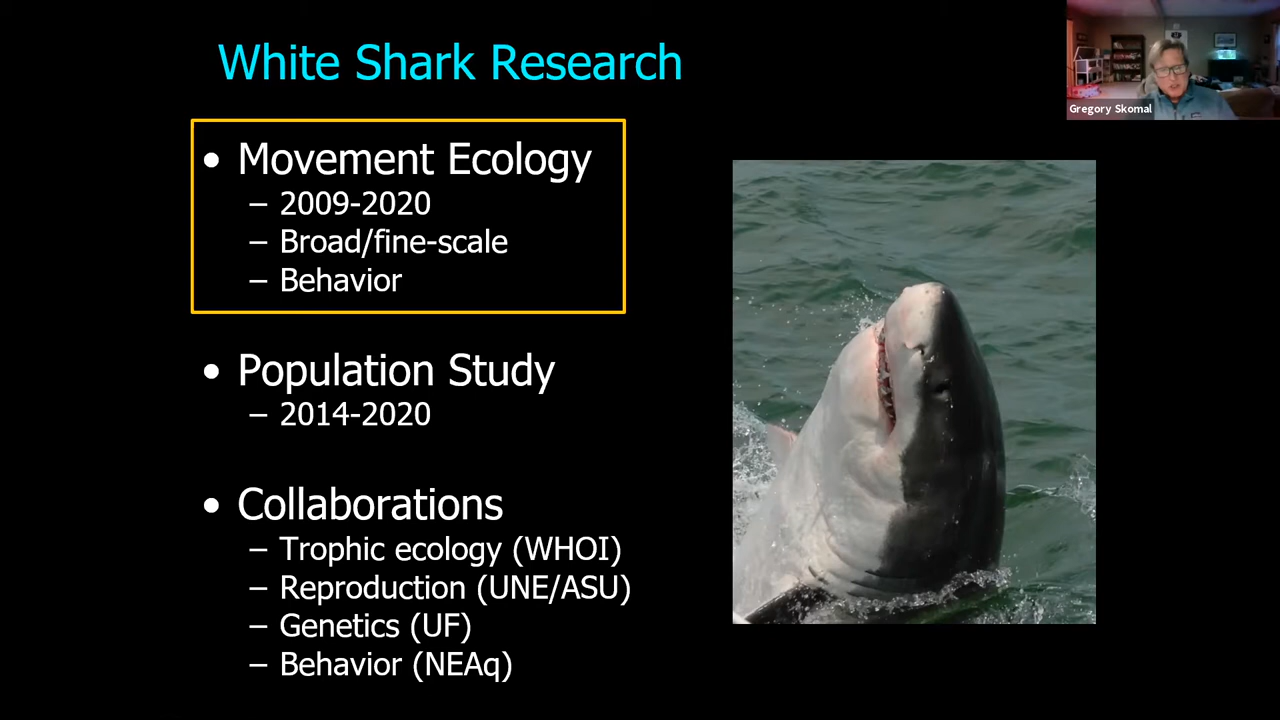 White Shark Research
Gregory Skomal
• Movement Ecology
– 2009-2020
– Broad/fine-scale
– Behavior
• Population Study
– 2014-2020
• Collaborations
– Trophic ecology (WHOI)
– Reproduction (UNE/ASU)
– Genetics (UF)
– Behavior (NEAq)